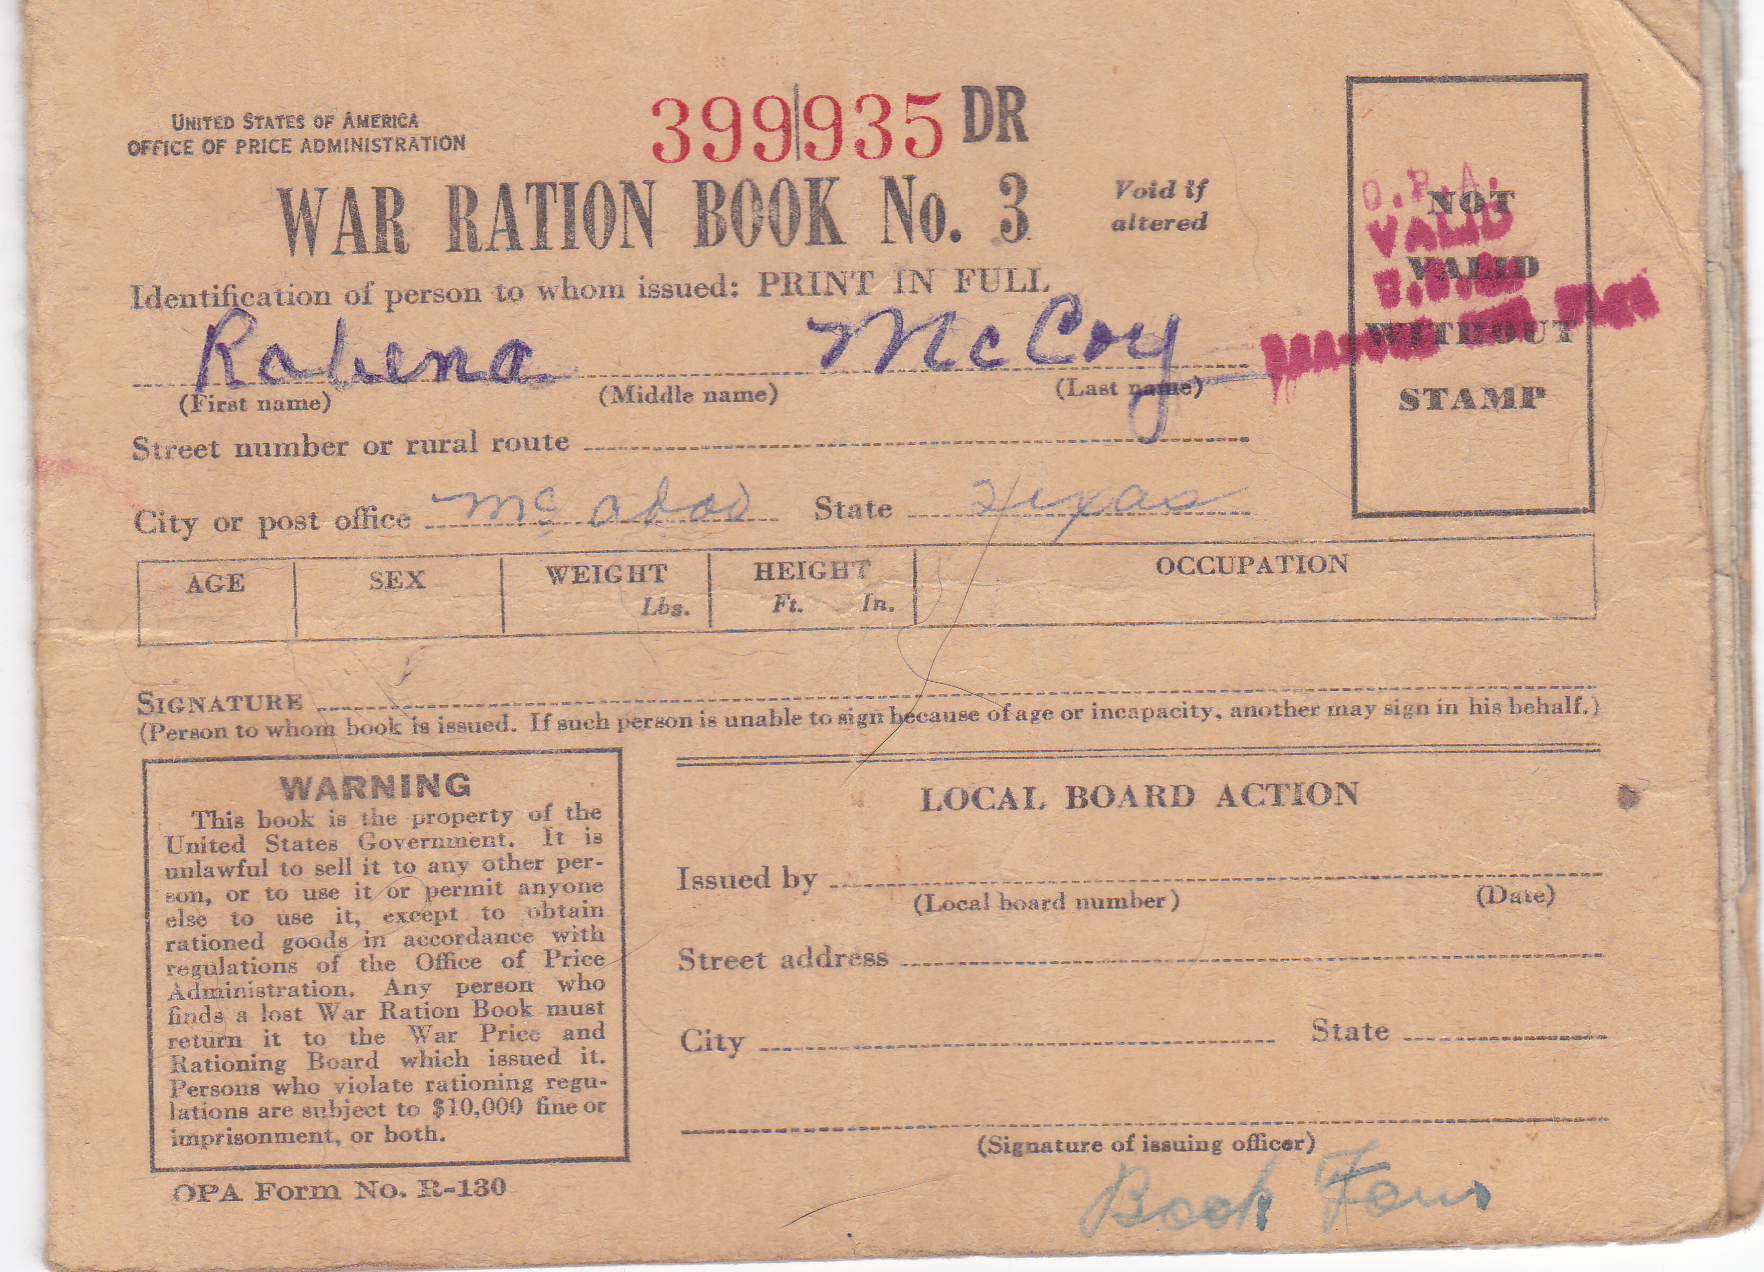 UNITED STATES OF AMERICA
OFFICE OF PRICE ADMINISTRATION
399935 DR
WAR RATION BOOK No. 3
Void if
altered
Identification of person to whom issued: PRINT IN FULL
Robena McCoy
(First name) (Middle name) (Last name)
Street number or rural route
City or post office McAdoo State Texas
AGE SEX WEIGHT Lbs. HEIGHT Ft. In. OCCUPATION
SIGNATURE
(Person to whom book is issued. If such person is unable to sign because of age or incapacity, another may sign in his behalf.)
NOT
VALID
WITHOUT
STAMP
O.P.A.
VALID
WARNING
This book is the property of the
United States Government. It is
unlawful to sell it to any other per-
son, or to use it or permit anyone
else to use it, except to obtain
rationed goods in accordance with
regulations of the Office of Price
Administration. Any person who
finds a lost War Ration Book must
return it to the War Price and
Rationing Board which issued it.
Persons who violate rationing regu-
lations are subject to $10,000 fine or
imprisonment, or both.
OPA Form No. R-130
LOCAL BOARD ACTION
Issued by
(Local board number) (Date)
Street address
City State
(Signature of issuing officer)
Book Four